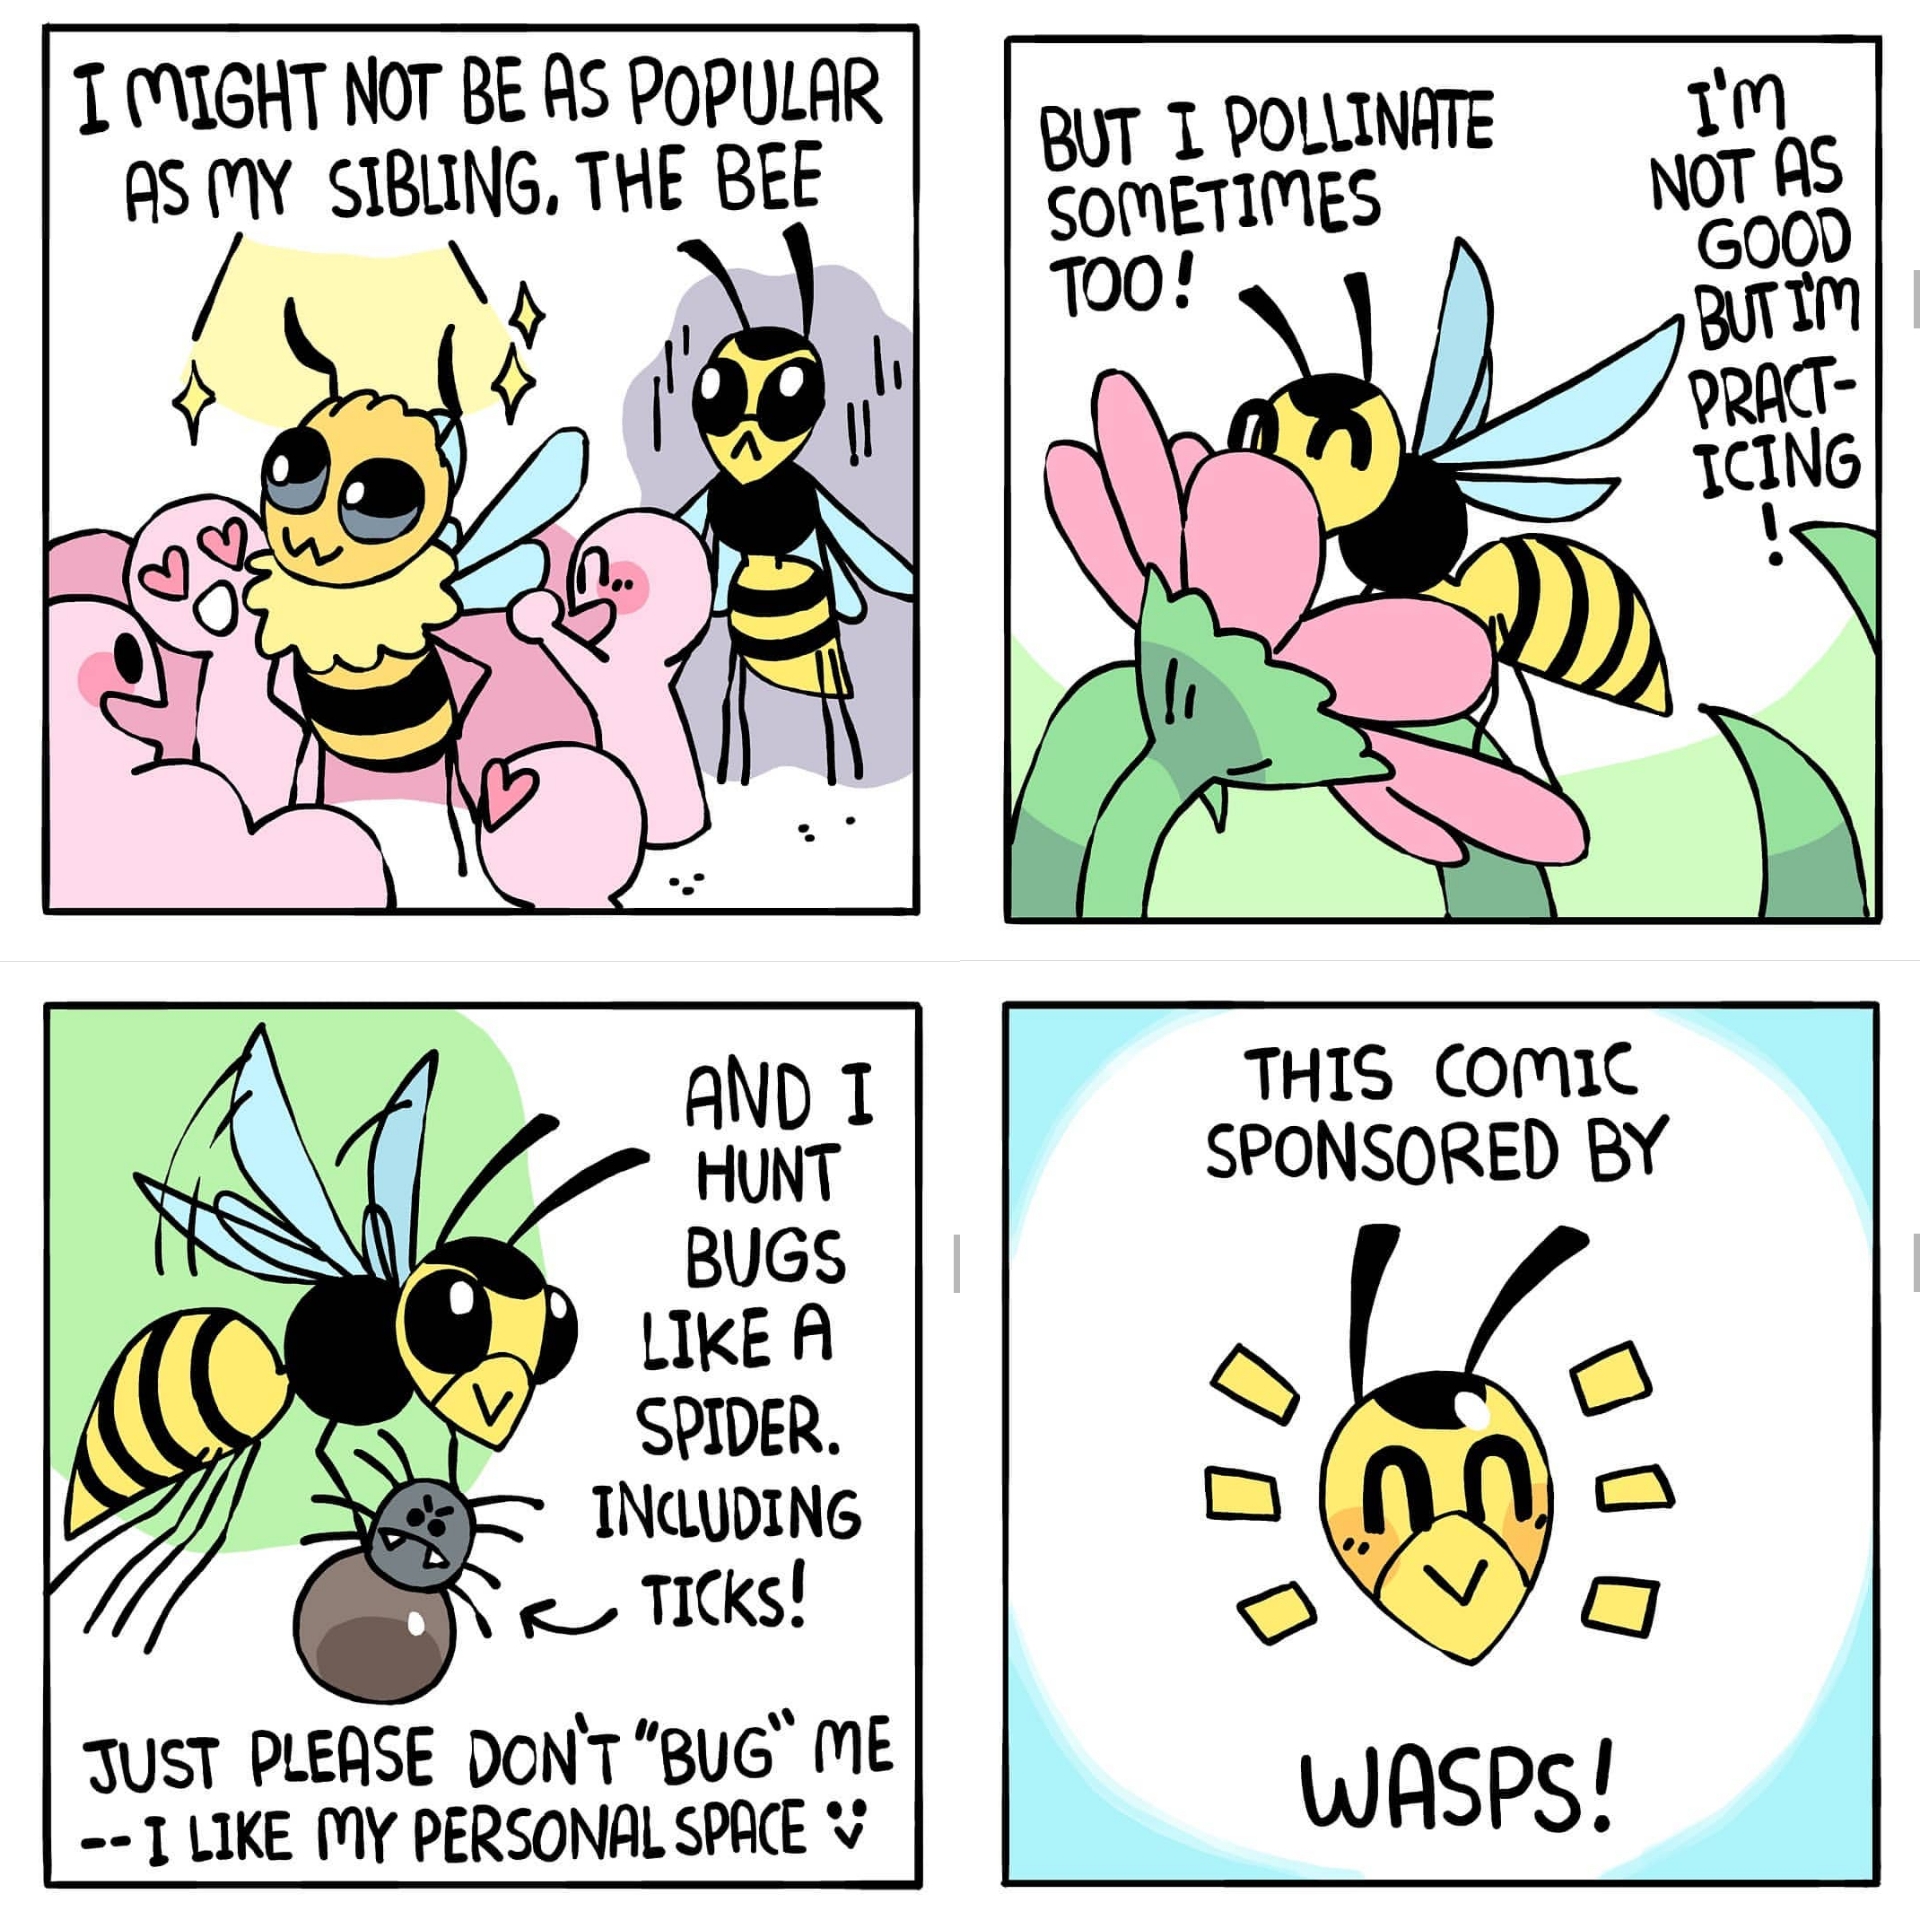 I MIGHT NOT BE AS POPULAR
AS MY SIBLING, THE BEE
BUT I POLLINATE
SOMETIMES
TOO!
I'M
NOT AS
GOOD
BUT I'M
PRACT-
ICING
!
AND I
HUNT
BUGS
LIKE A
SPIDER.
INCLUDING
TICKS!
JUST PLEASE DON'T "BUG" ME
--I LIKE MY PERSONAL SPACE
THIS COMIC
SPONSORED BY
WASPS!